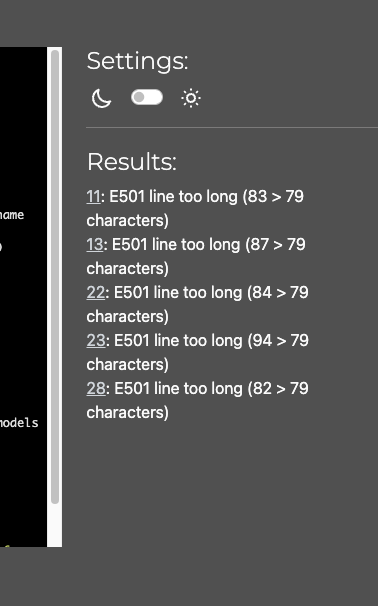 Settings:
Results:
11: E501 line too long (83 > 79
characters)
name
13: E501 line too long (87 > 79
)
characters)
22: E501 line too long (84 > 79
characters)
23: E501 line too long (94 > 79
characters)
28: E501 line too long (82 > 79
characters)
models